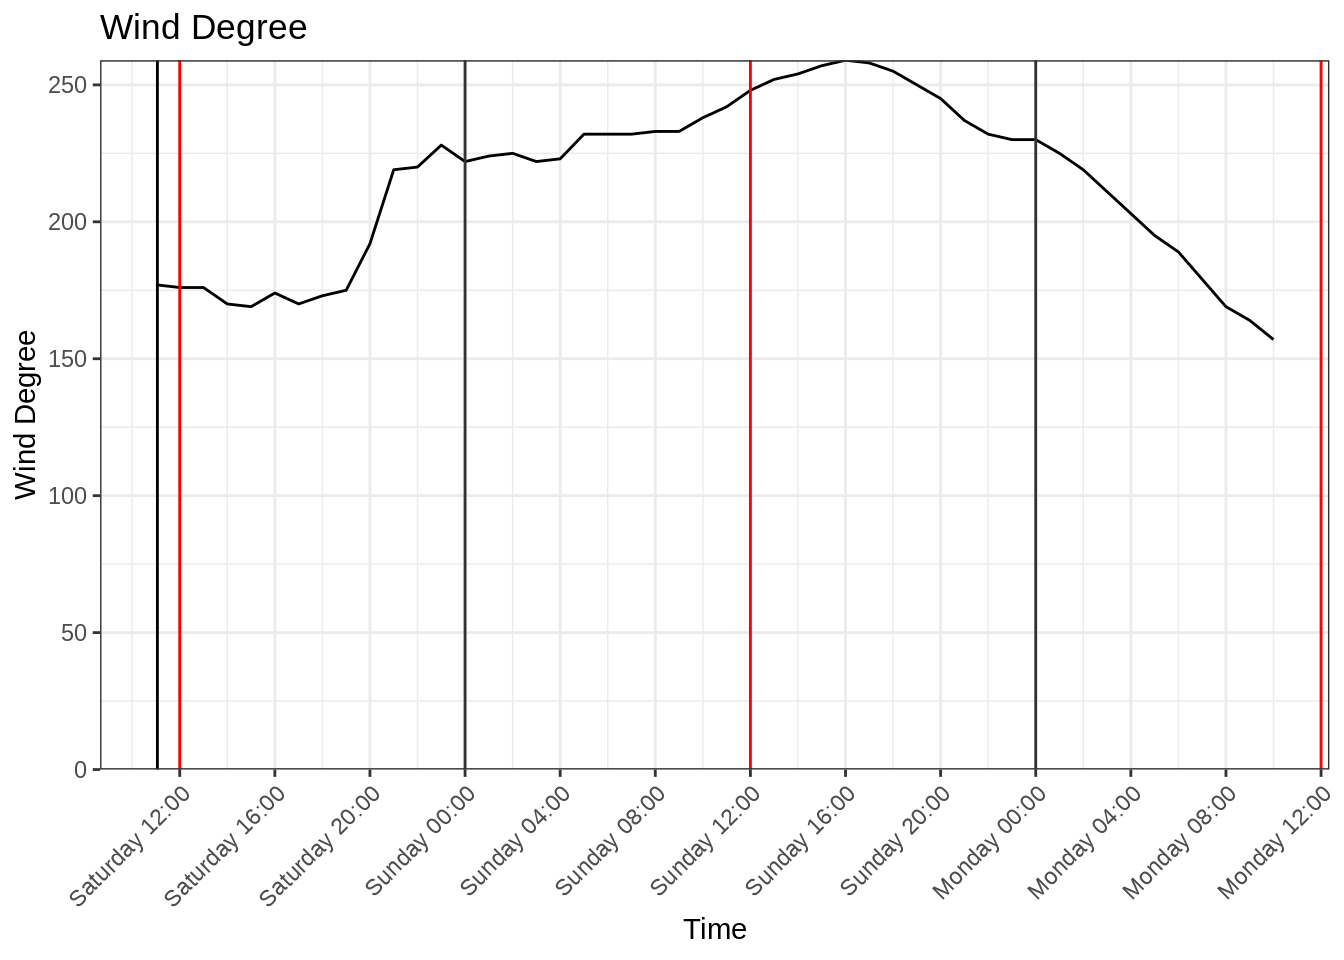 Wind Degree
Wind Degree
250
200
150
100
50
0
Saturday 12:00
Saturday 16:00
Saturday 20:00
Sunday 00:00
Sunday 04:00
Sunday 08:00
Sunday 12:00
Sunday 16:00
Sunday 20:00
Monday 00:00
Monday 04:00
Monday 08:00
Monday 12:00
Time